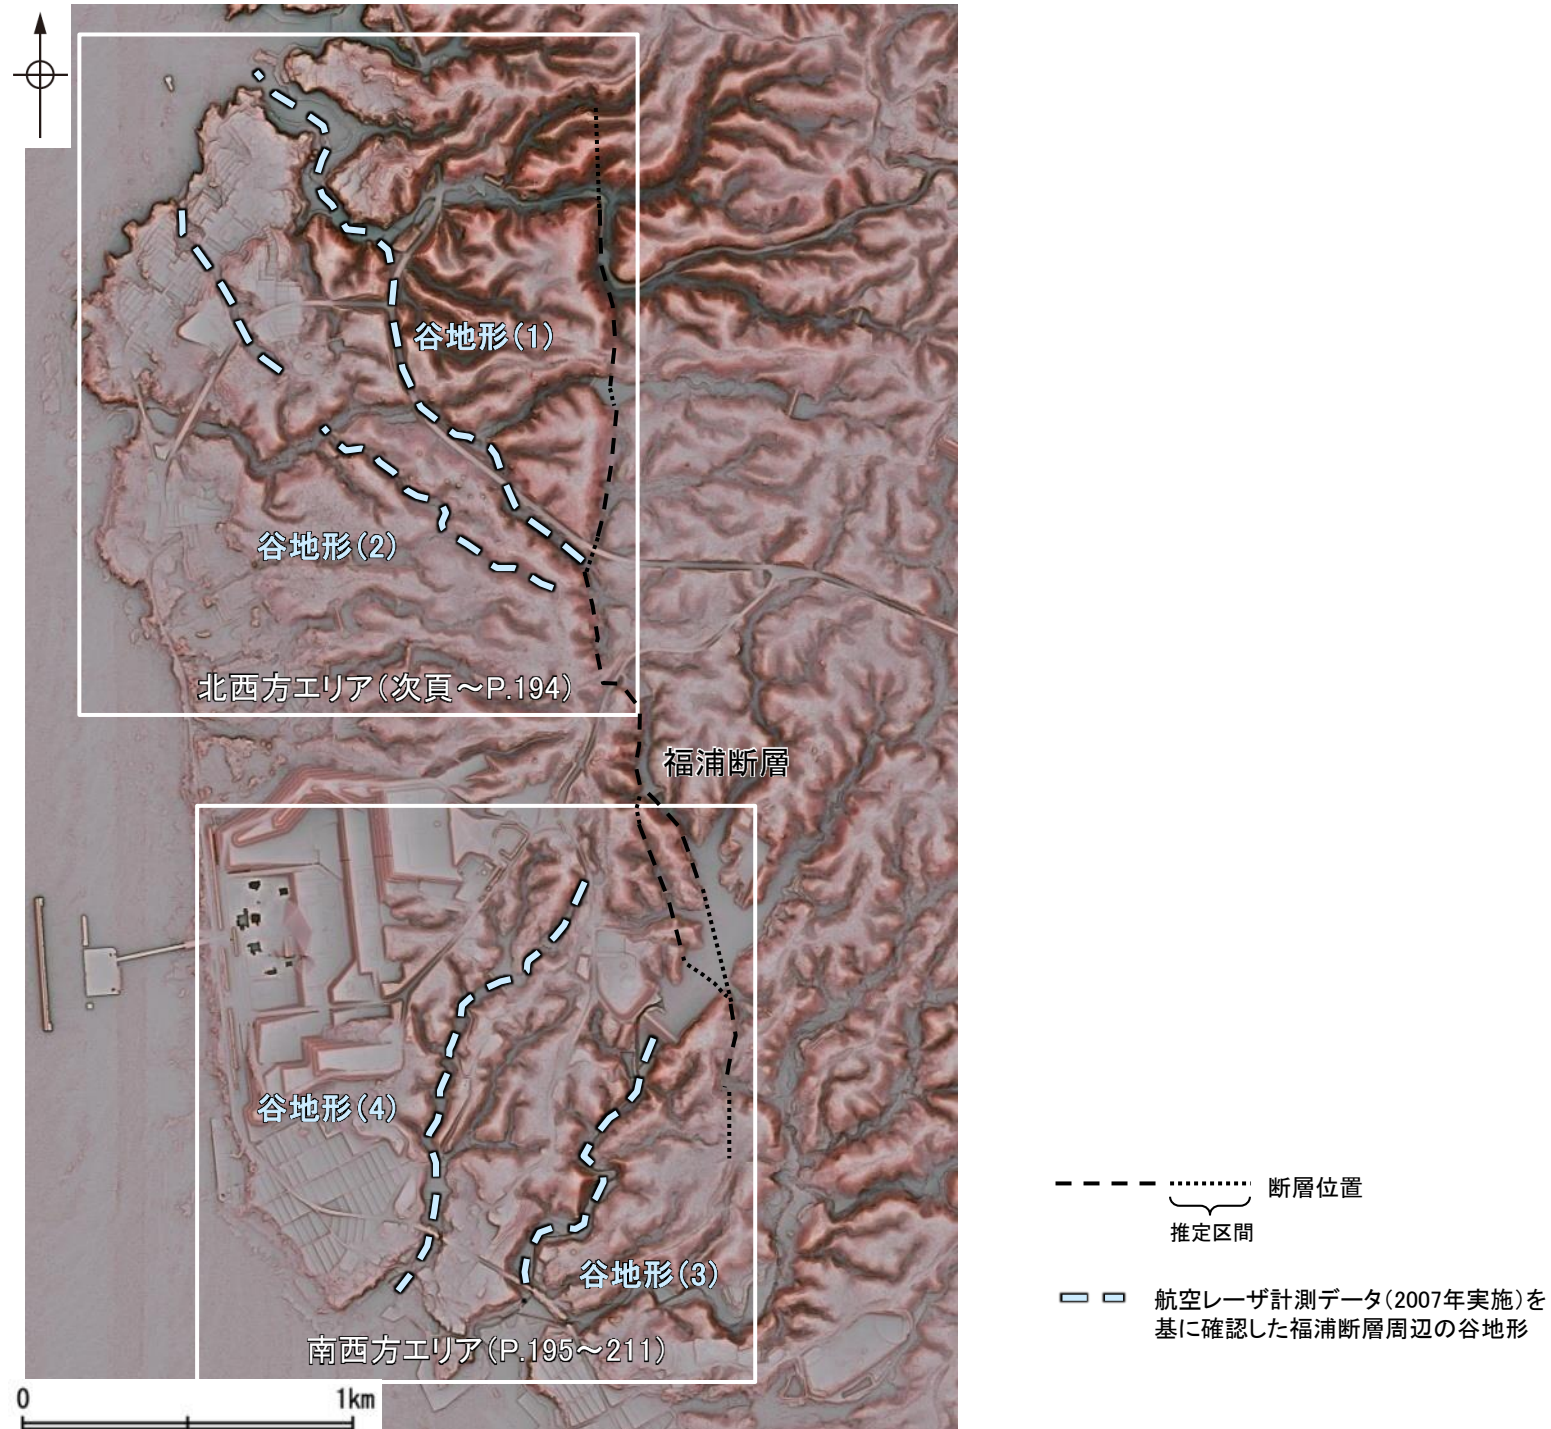 谷地形(1)
谷地形(2)
北西方エリア(次頁～P.194)
福浦断層
谷地形(4)
谷地形(3)
南西方エリア(P.195～211)
0 1km
断層位置
推定区間
航空レーザ計測データ(2007年実施)を
基に確認した福浦断層周辺の谷地形